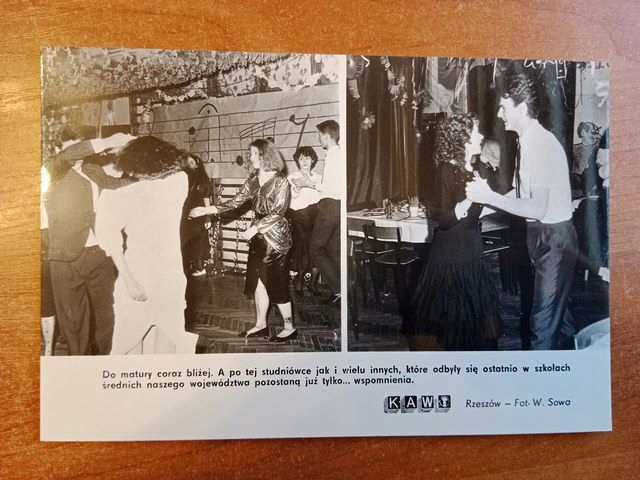 Do matury coraz bliżej. A po tej studniówce jak i wielu innych, które odbyły się ostatnio w szkołach
średnich naszego województwa pozostaną już tylko... wspomnienia.
KAW Rzeszów — Fot. W. Sowa